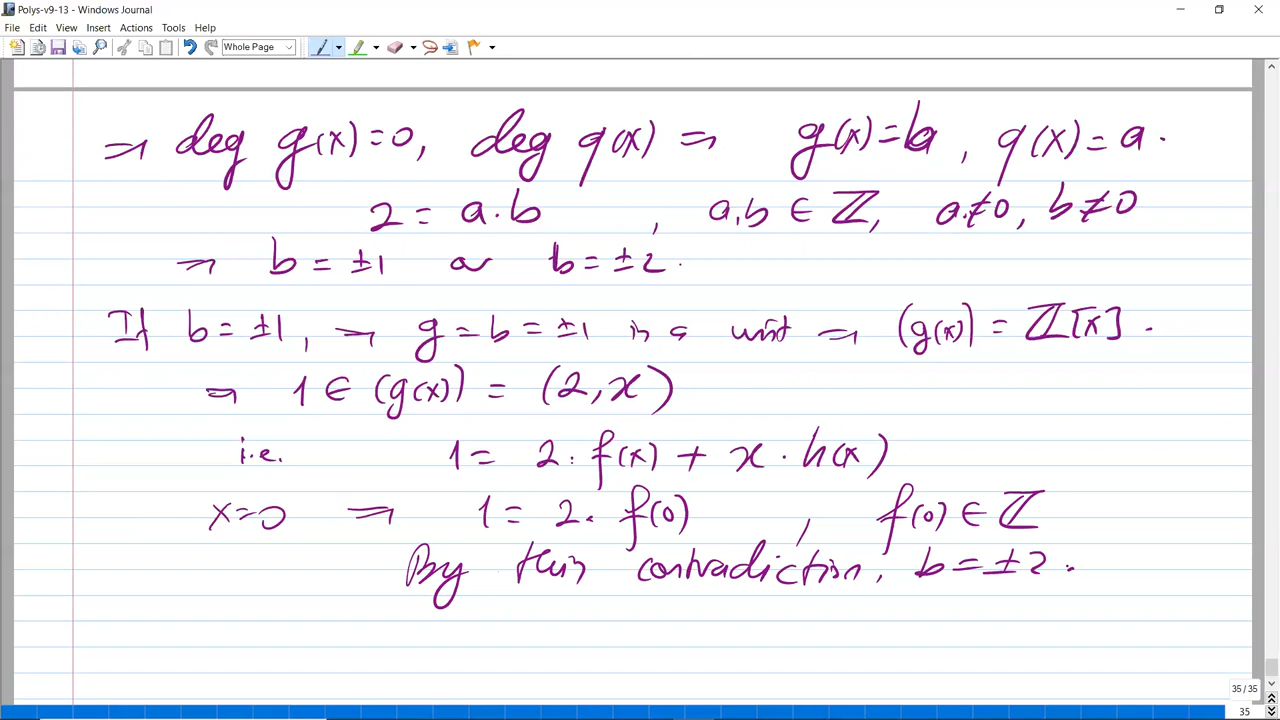 Polys-v9-13 - Windows Journal
File Edit View Insert Actions Tools Help
Whole Page
⇒ deg g(x)=0, deg q(x) ⇒ g(x)=b, q(x)=a.
2 = a.b , a,b ∈ ℤ, a≠0, b≠0
⇒ b = ±1 or b = ±2.
If b = ±1, ⇒ g = b = ±1 is a unit ⇒ (g(x)) = ℤ[x].
⇒ 1 ∈ (g(x)) = (2, x)
i.e. 1 = 2. f(x) + x . h(x)
x=0 ⇒ 1 = 2. f(0) , f(0) ∈ ℤ
By this contradiction, b = ±2.
35 / 35
35